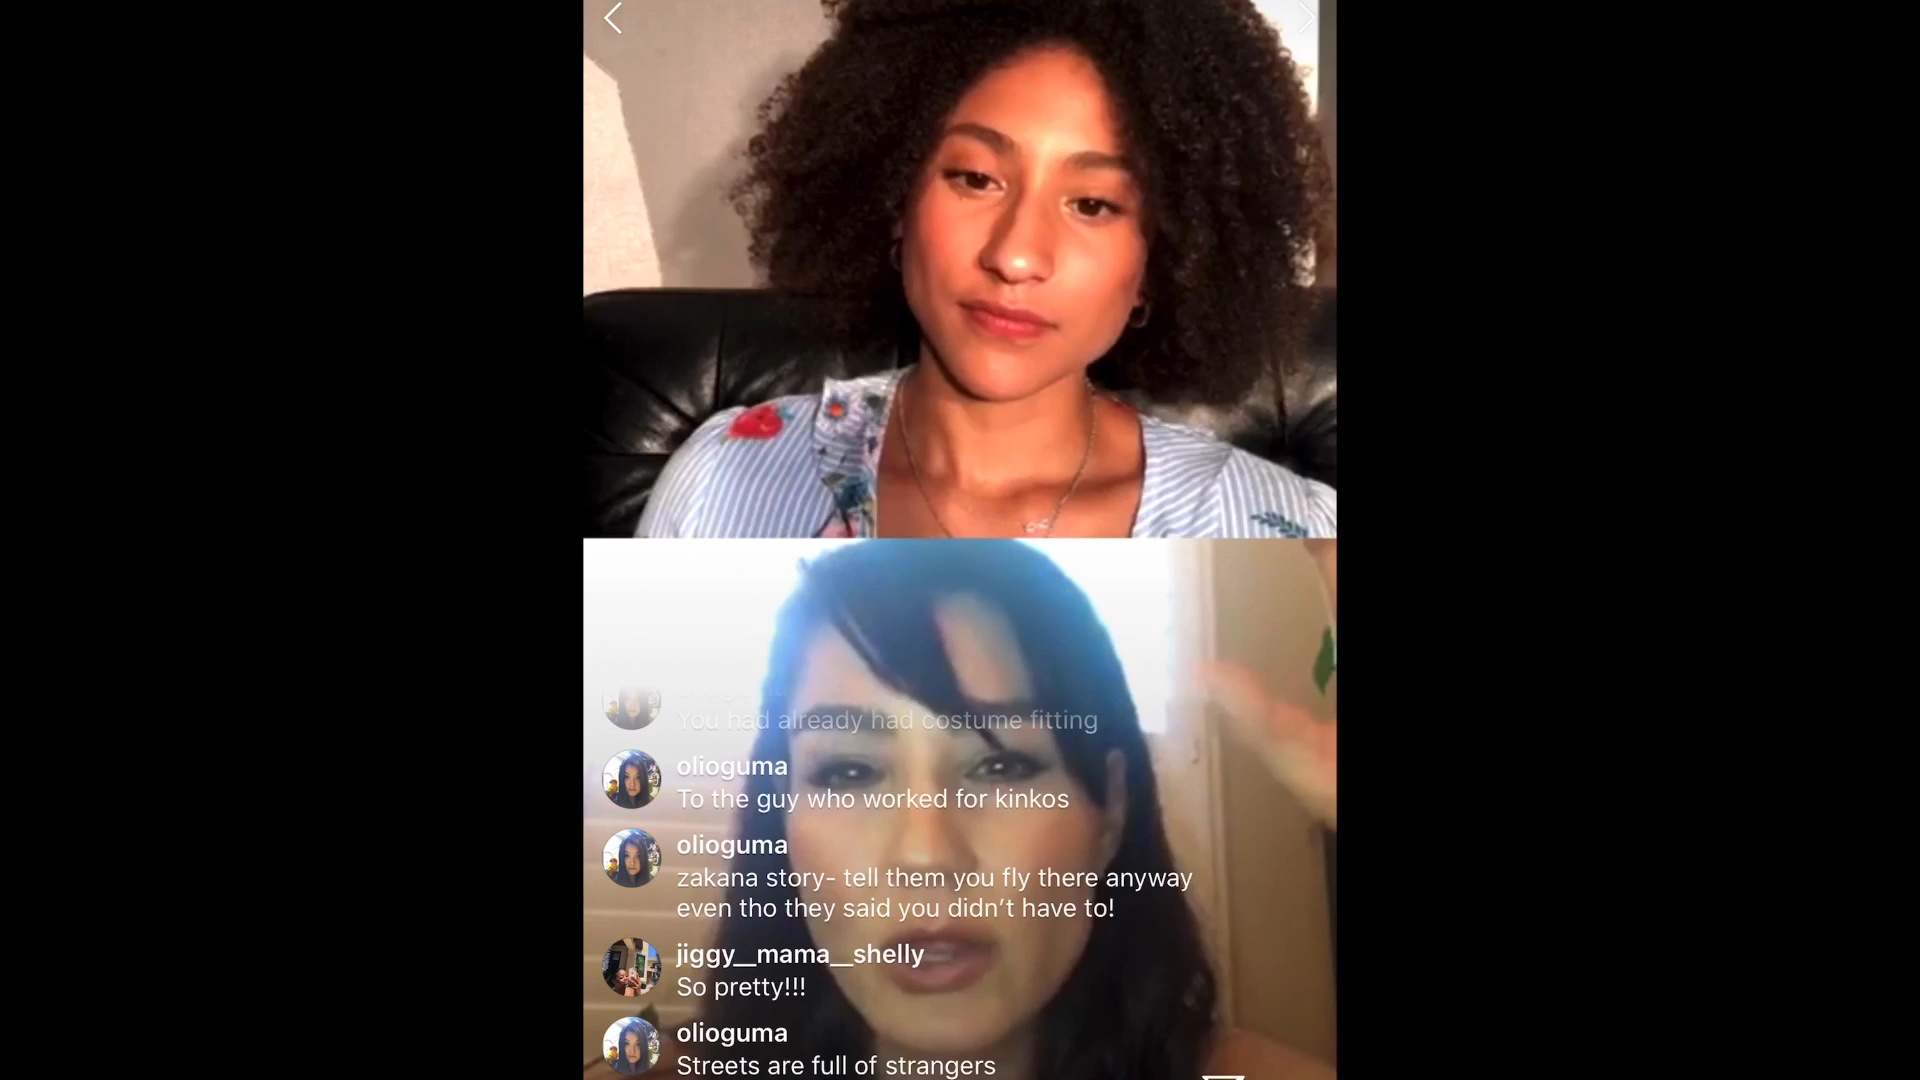 You had already had costume fitting
olioguma
To the guy who worked for kinkos
olioguma
zakana story- tell them you fly there anyway
even tho they said you didn’t have to!
jiggy__mama__shelly
So pretty!!!
olioguma
Streets are full of strangers